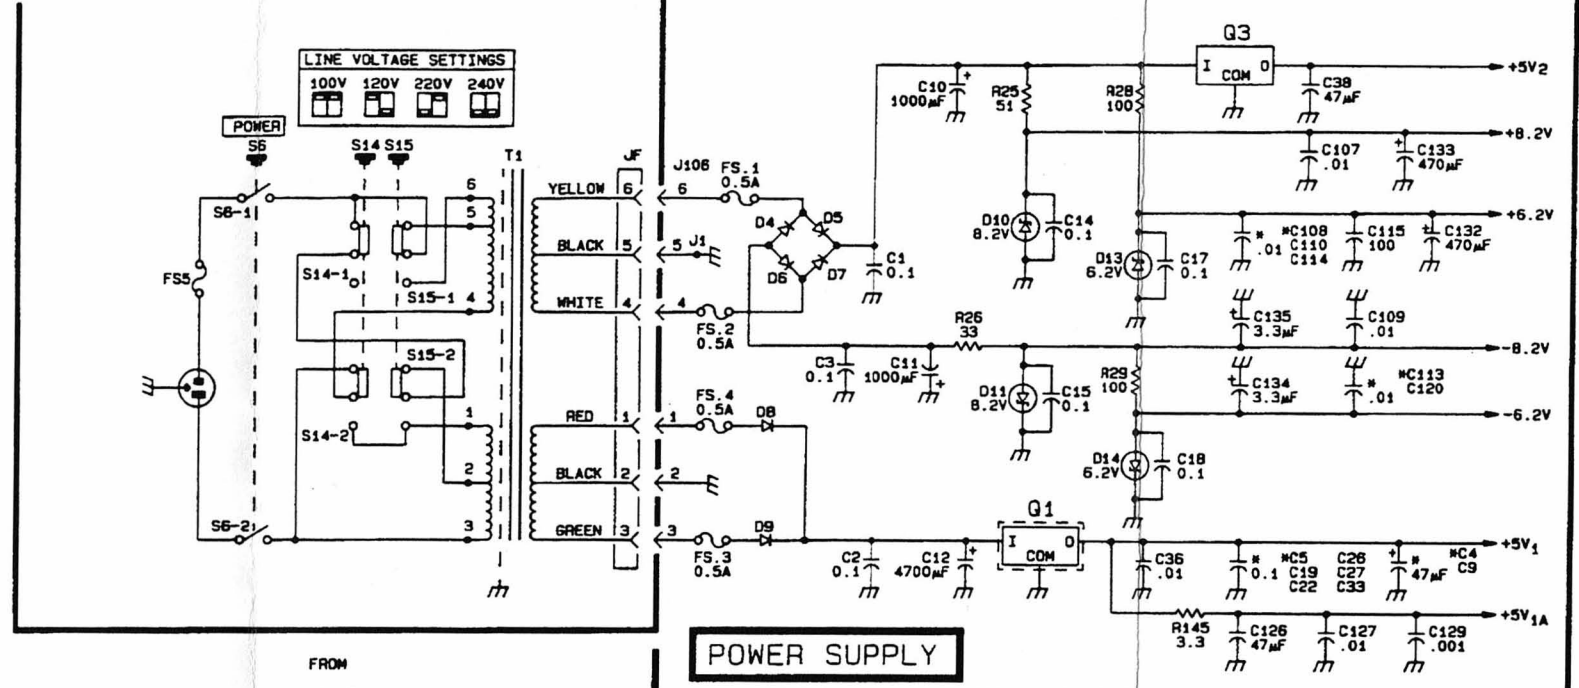 LINE VOLTAGE SETTINGS
100V 120V 220V 240V
POWER
S6
S14 S15
S6-1
FS5
S14-1
S15-1
S15-2
S14-2
S6-2
6
5
4
1
2
3
T1
JF
J106
YELLOW 6 6
BLACK 5 5 J1
WHITE 4 4
RED 1 1
BLACK 2 2
GREEN 3 3
FS.1
0.5A
FS.2
0.5A
FS.4
0.5A
FS.3
0.5A
D4
D5
D6
D7
D8
D9
C1
0.1
C10
1000µF
+
R25
51
R28
100
Q3
I O
COM
C38
47µF
+5V2
+8.2V
C107
.01
+
C133
470µF
D10
8.2V
C14
0.1
+6.2V
*
.01
*C108
C110
C114
C115
100
+
C132
470µF
D13
6.2V
C17
0.1
R26
33
C3
0.1
C11
1000µF
+
+
C135
3.3µF
C109
.01
-8.2V
D11
8.2V
C15
0.1
R29
100
+
C134
3.3µF
*
.01
*C113
C120
-6.2V
D14
6.2V
C18
0.1
Q1
I O
COM
C2
0.1
C12
4700µF
+
C36
.01
*
0.1
*C5
C19
C22
C26
C27
C33
+
*
47µF
*C4
C9
+5V1
R145
3.3
C126
47µF
C127
.01
C129
.001
+5V1A
POWER SUPPLY
FROM